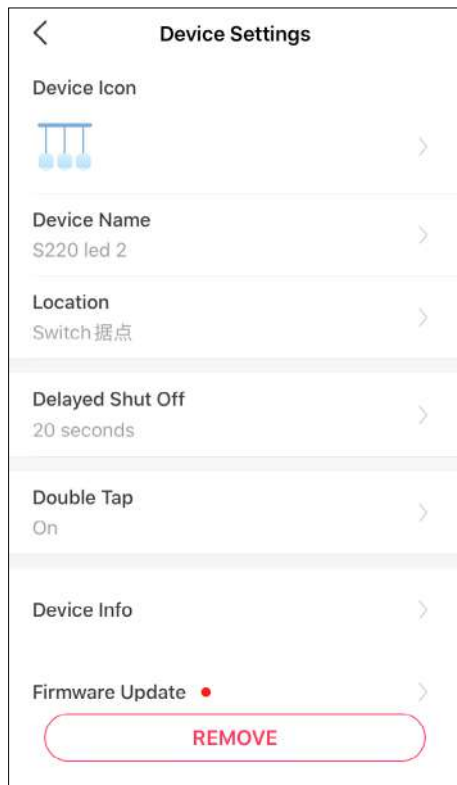 Device Settings
Device Icon
Device Name
S220 led 2
Location
Switch据点
Delayed Shut Off
20 seconds
Double Tap
On
Device Info
Firmware Update
REMOVE